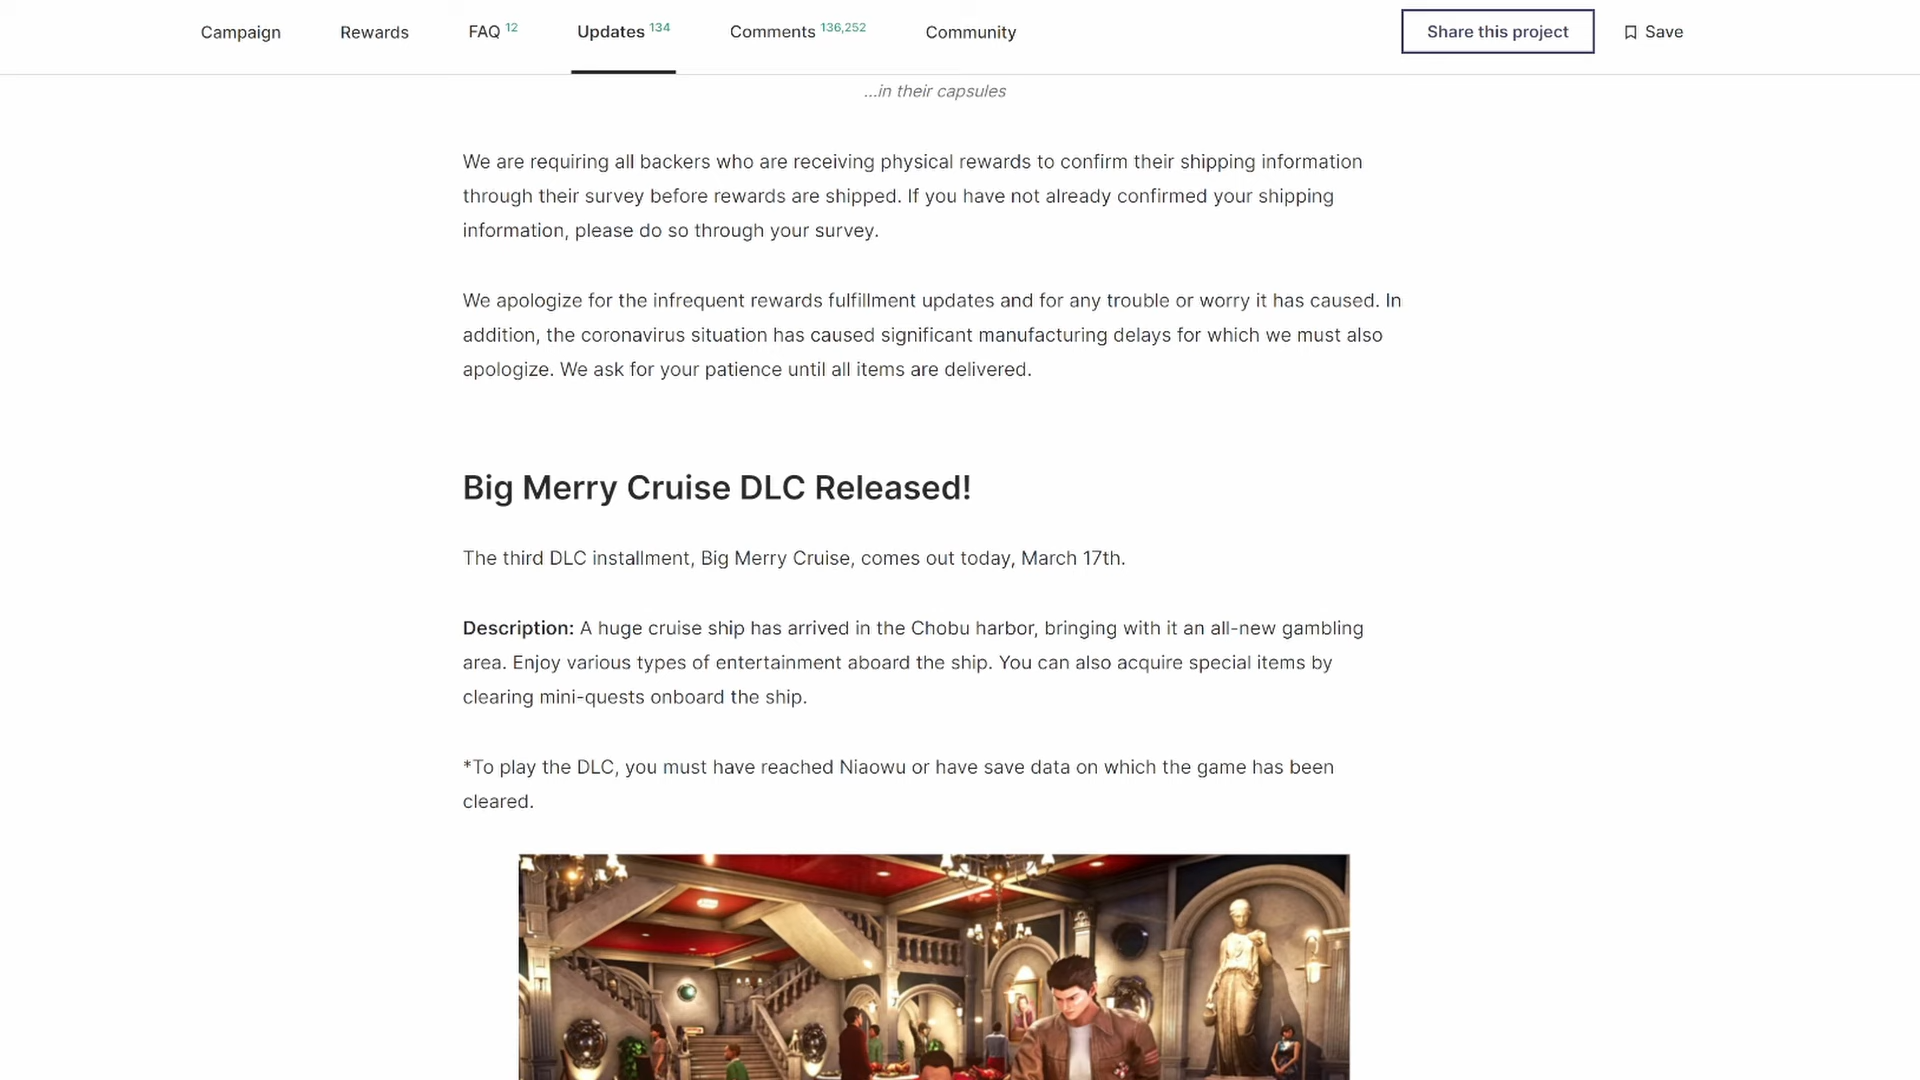 Campaign Rewards FAQ 12 Updates 134 Comments 136,252 Community Share this project Save
...in their capsules
We are requiring all backers who are receiving physical rewards to confirm their shipping information
through their survey before rewards are shipped. If you have not already confirmed your shipping
information, please do so through your survey.
We apologize for the infrequent rewards fulfillment updates and for any trouble or worry it has caused. In
addition, the coronavirus situation has caused significant manufacturing delays for which we must also
apologize. We ask for your patience until all items are delivered.
Big Merry Cruise DLC Released!
The third DLC installment, Big Merry Cruise, comes out today, March 17th.
Description: A huge cruise ship has arrived in the Chobu harbor, bringing with it an all-new gambling
area. Enjoy various types of entertainment aboard the ship. You can also acquire special items by
clearing mini-quests onboard the ship.
*To play the DLC, you must have reached Niaowu or have save data on which the game has been
cleared.